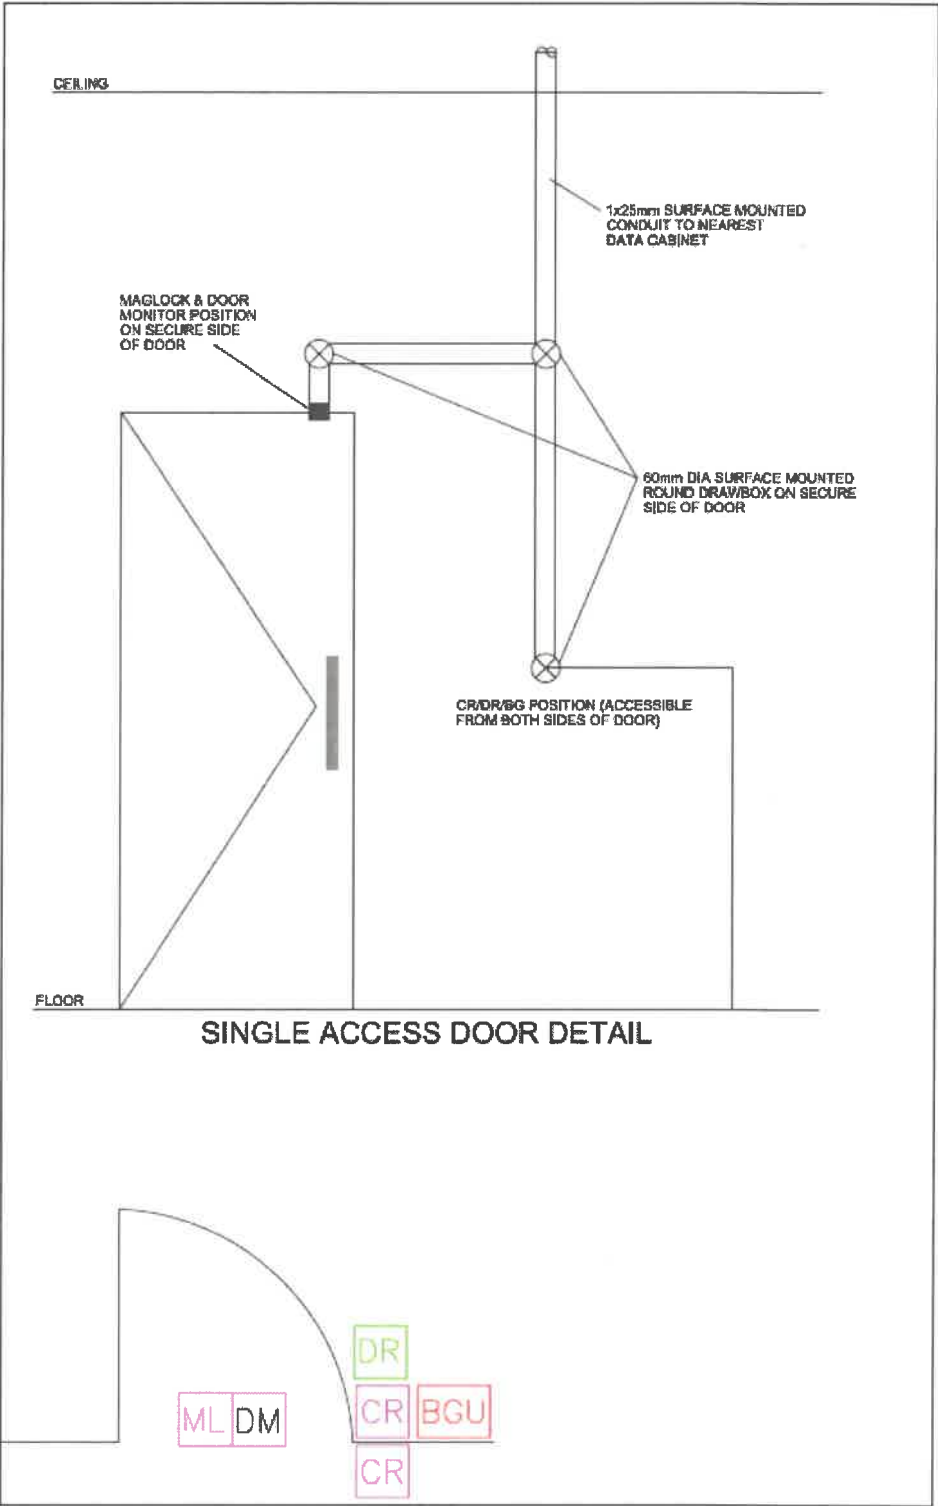 CEILING
1x25mm SURFACE MOUNTED
CONDUIT TO NEAREST
DATA CABINET
MAGLOCK & DOOR
MONITOR POSITION
ON SECURE SIDE
OF DOOR
60mm DIA SURFACE MOUNTED
ROUND DRAWBOX ON SECURE
SIDE OF DOOR
CR/DR/BG POSITION (ACCESSIBLE
FROM BOTH SIDES OF DOOR)
FLOOR
SINGLE ACCESS DOOR DETAIL
DR
ML DM CR BGU
CR